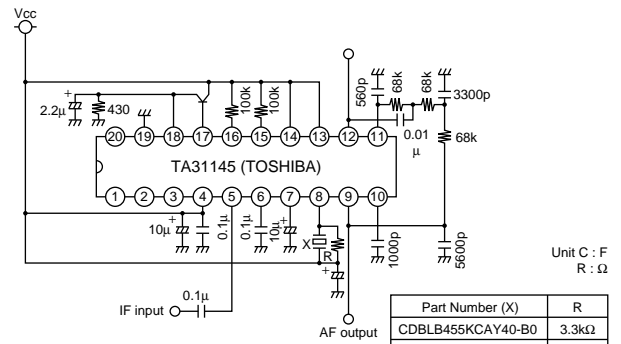 Vcc
+
2.2µ
430
100k
100k
560p
68k
68k
3300p
0.01
µ
68k
20 19 18 17 16 15 14 13 12 11
TA31145 (TOSHIBA)
1 2 3 4 5 6 7 8 9 10
10µ
+
0.1µ
0.1µ
10µ
+
X
R
+
1000p
5600p
Unit C : F
R : Ω
0.1µ
IF input
AF output
Part Number (X) R
CDBLB455KCAY40-B0 3.3kΩ